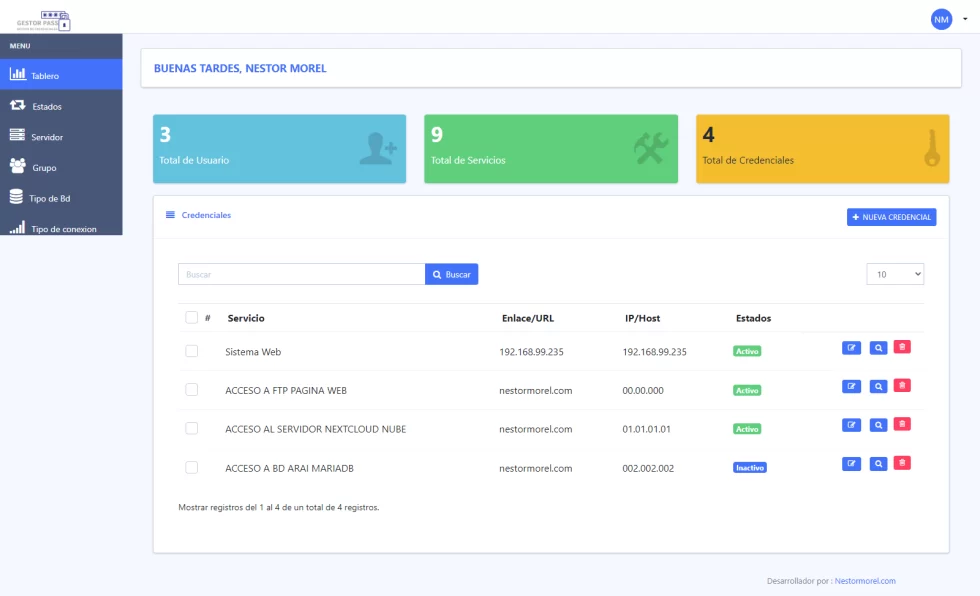 GESTOR PASS
NM
MENU
Tablero
Estados
Servidor
Grupo
Tipo de Bd
Tipo de conexion
BUENAS TARDES, NESTOR MOREL
3
Total de Usuario
9
Total de Servicios
4
Total de Credenciales
Credenciales
NUEVA CREDENCIAL
Buscar
Buscar
10
# Servicio Enlace/URL IP/Host Estados
Sistema Web 192.168.99.235 192.168.99.235 Activo
ACCESO A FTP PAGINA WEB nestormorel.com 00.00.000 Activo
ACCESO AL SERVIDOR NEXTCLOUD NUBE nestormorel.com 01.01.01.01 Activo
ACCESO A BD ARAI MARIADB nestormorel.com 002.002.002 Inactivo
Mostrar registros del 1 al 4 de un total de 4 registros.
Desarrollador por : Nestormorel.com